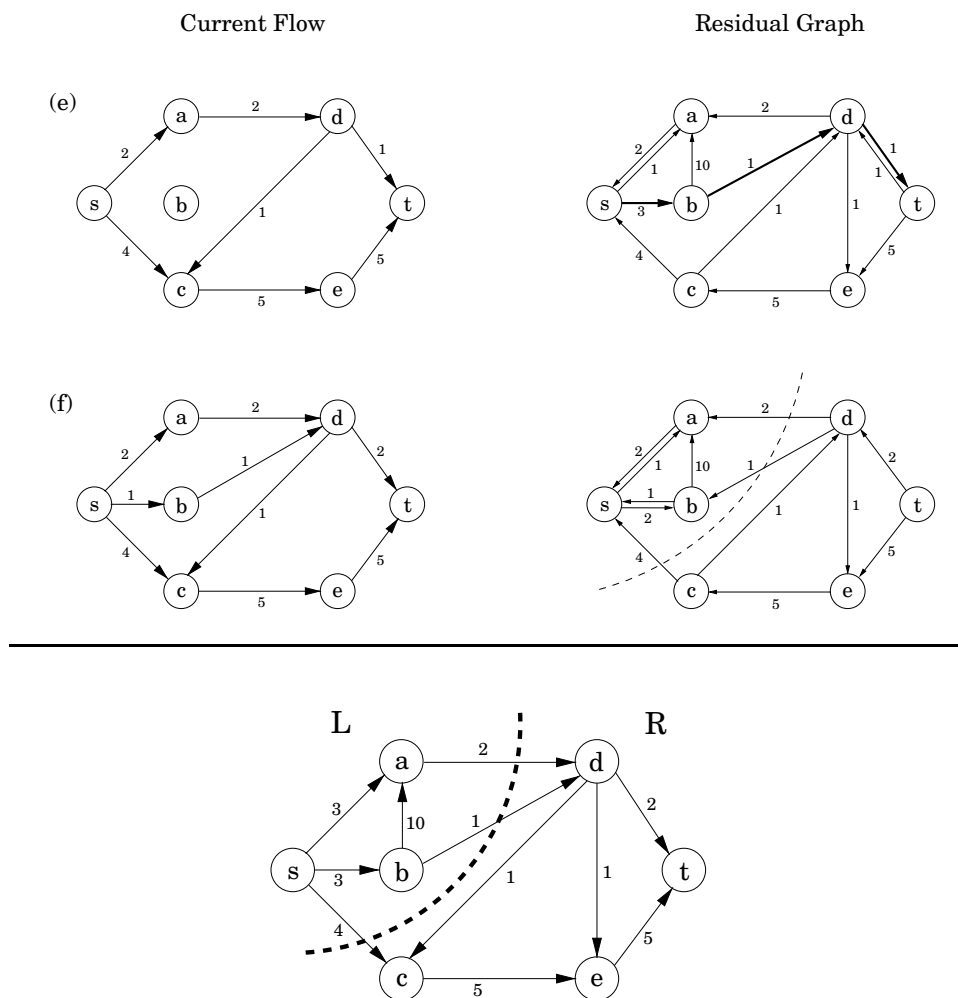 Current Flow Residual Graph
(e)
a 2 d a 2 d
2 1 2 1 10 1 1 1
s b t s 3 b t
4 1 5 4 1 1 5
c 5 e c 5 e
(f)
a 2 d a 2 d
2 1 2 2 1 10 1 2
s 1 b t s 1 2 b t
4 1 5 4 1 1 5
c 5 e c 5 e
L R
a 2 d
3 10 1 2
s 3 b 1 1 t
4 5
c 5 e